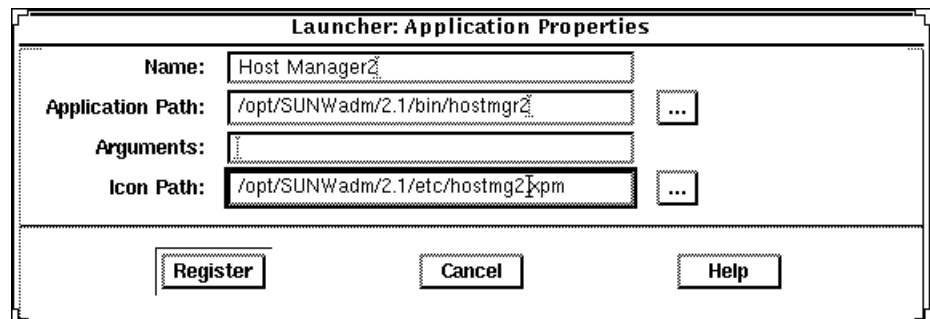 Launcher: Application Properties
Name: Host Manager2
Application Path: /opt/SUNWadm/2.1/bin/hostmgr2 ...
Arguments:
Icon Path: /opt/SUNWadm/2.1/etc/hostmg2.xpm ...
Register Cancel Help